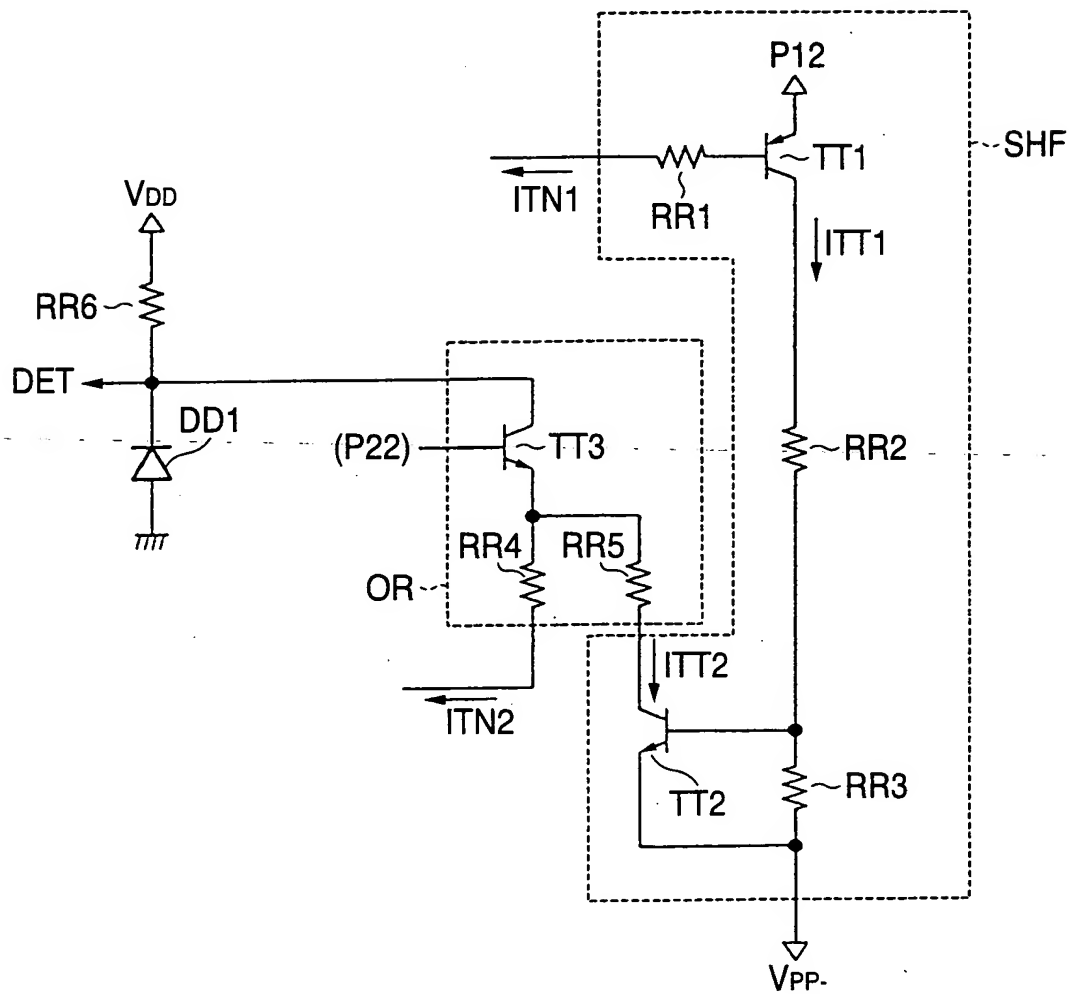 P12
TT1
SHF
ITN1
RR1
VDD
ITT1
RR6
DET
DD1
(P22)
TT3
RR2
RR4
RR5
OR
ITT2
ITN2
TT2
RR3
VPP-